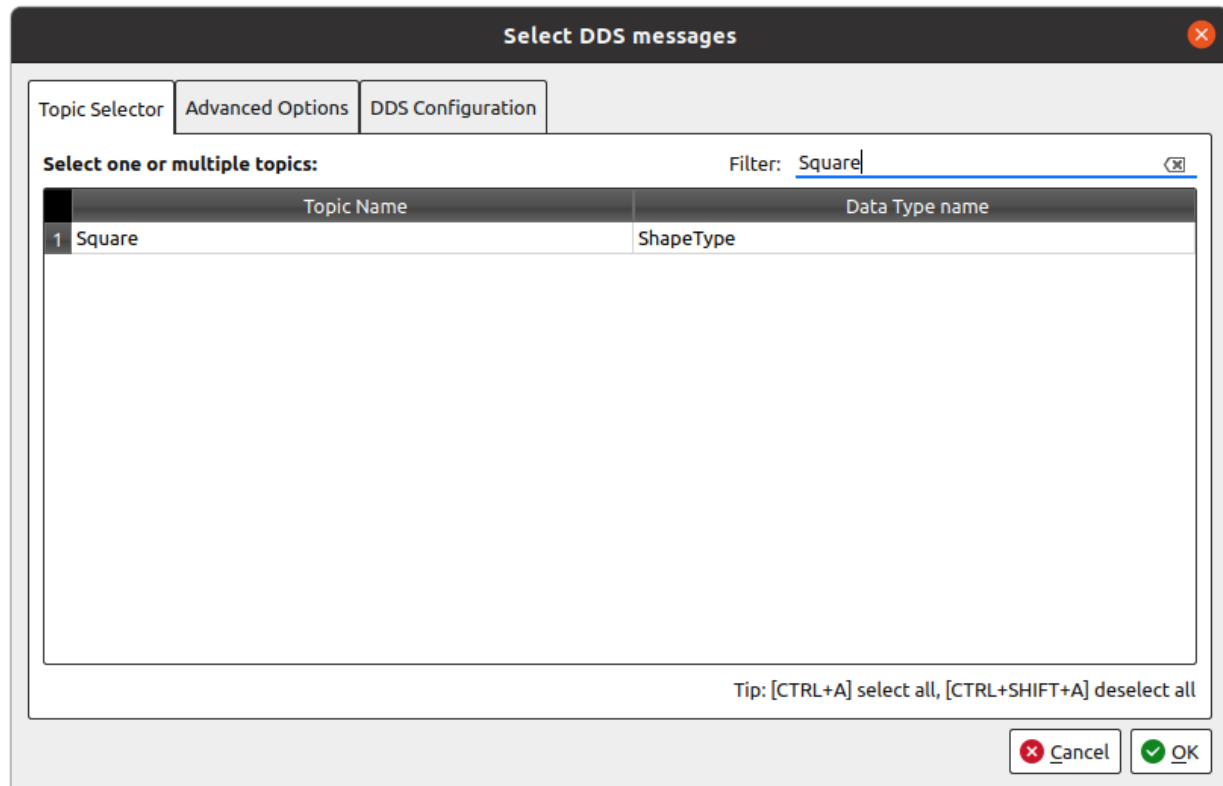 Select DDS messages
Topic Selector Advanced Options DDS Configuration
Select one or multiple topics: Filter: Square
Topic Name Data Type name
1 Square ShapeType
Tip: [CTRL+A] select all, [CTRL+SHIFT+A] deselect all
Cancel OK